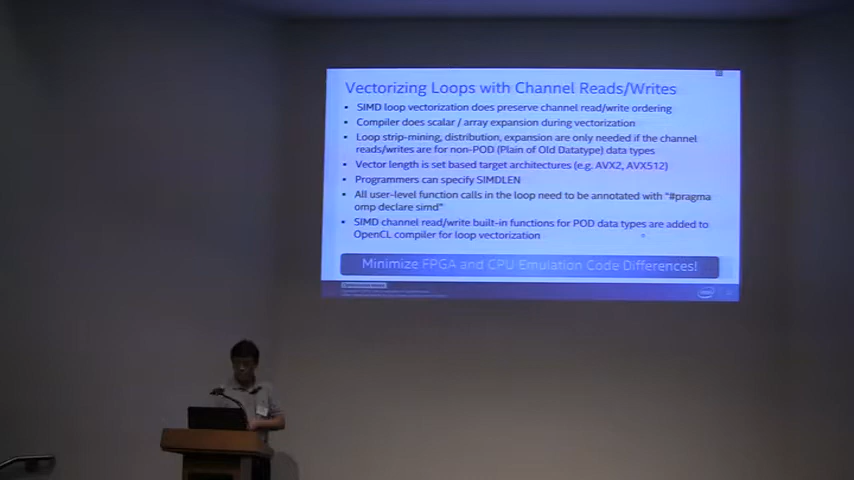 Vectorizing Loops with Channel Reads/Writes
• SIMD loop vectorization does preserve channel read/write ordering
• Compiler does scalar / array expansion during vectorization
• Loop strip-mining, distribution, expansion are only needed if the channel
reads/writes are for non-POD (Plain of Old Datatype) data types
• Vector length is set based target architectures (e.g. AVX2, AVX512)
• Programmers can specify SIMDLEN
• All user-level function calls in the loop need to be annotated with "#pragma
omp declare simd"
• SIMD channel read/write built-in functions for POD data types are added to
OpenCL compiler for loop vectorization
Minimize FPGA and CPU Emulation Code Differences!